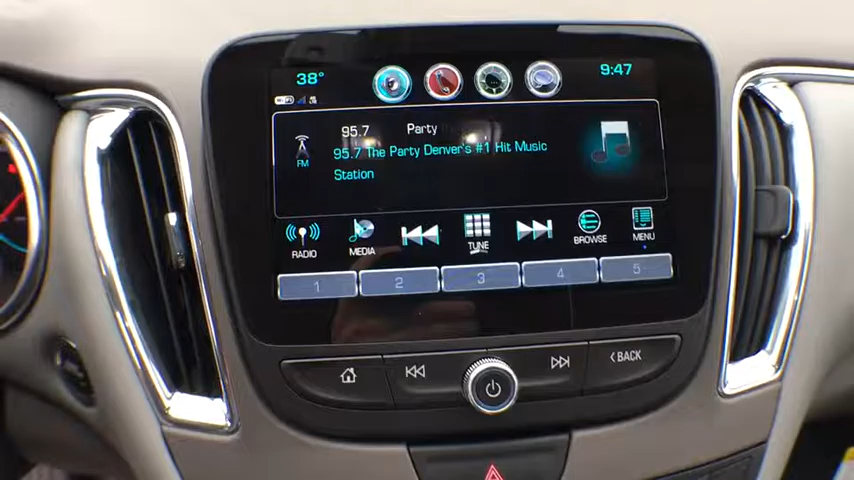 38°
9:47
WiFi
95.7 Party
FM
95.7 The Party Denver's #1 Hit Music
Station
RADIO MEDIA TUNE BROWSE MENU
1 2 3 4 5
BACK